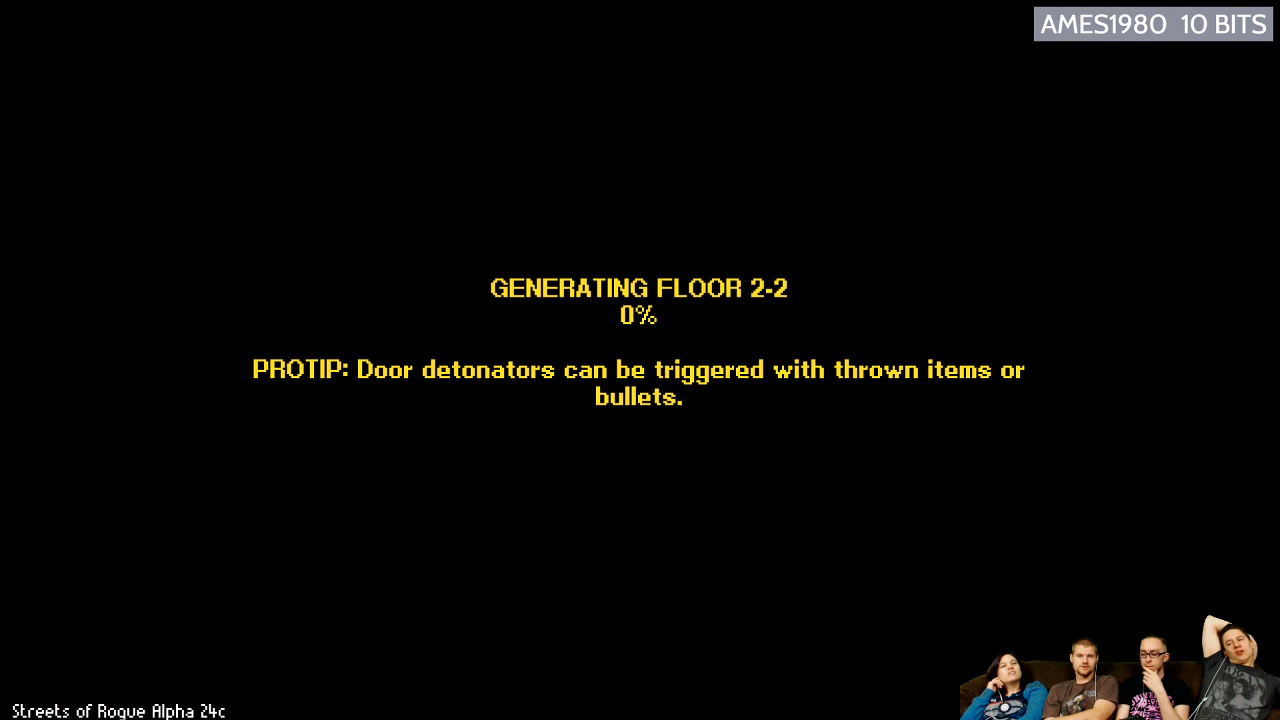 AMES1980 10 BITS
GENERATING FLOOR 2-2
0%
PROTIP: Door detonators can be triggered with thrown items or
bullets.
Streets of Rogue Alpha 24c